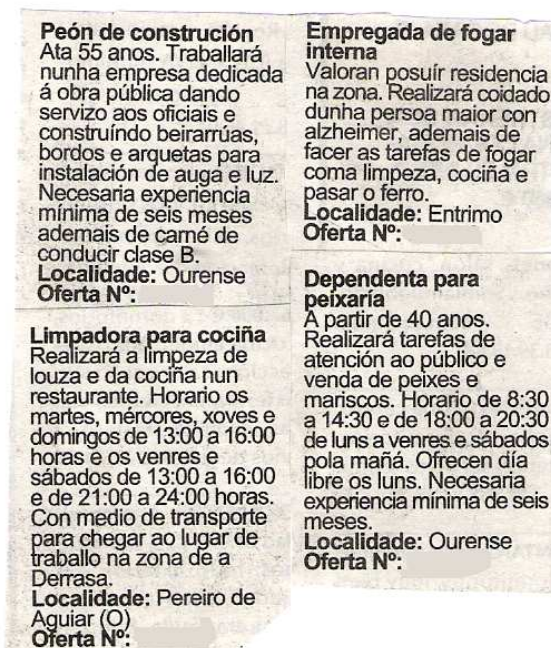 Peón de construción
Ata 55 anos. Traballará
nunha empresa dedicada
á obra pública dando
servizo aos oficiais e
construíndo beirarrúas,
bordos e arquetas para
instalación de auga e luz.
Necesaria experiencia
mínima de seis meses
ademais de carné de
conducir clase B.
Localidade: Ourense
Oferta Nº:
Limpadora para cociña
Realizará a limpeza de
louza e da cociña nun
restaurante. Horario os
martes, mércores, xoves e
domingos de 13:00 a 16:00
horas e os venres e
sábados de 13:00 a 16:00
e de 21:00 a 24:00 horas.
Con medio de transporte
para chegar ao lugar de
traballo na zona de a
Derrasa.
Localidade: Pereiro de
Aguiar (O)
Oferta Nº:
Empregada de fogar
interna
Valoran posuír residencia
na zona. Realizará coidado
dunha persoa maior con
alzheimer, ademais de
facer as tarefas de fogar
coma limpeza, cociña e
pasar o ferro.
Localidade: Entrimo
Oferta Nº:
Dependenta para
peixaría
A partir de 40 anos.
Realizará tarefas de
atención ao público e
venda de peixes e
mariscos. Horario de 8:30
a 14:30 e de 18:00 a 20:30
de luns a venres e sábados
pola mañá. Ofrecen día
libre os luns. Necesaria
experiencia mínima de seis
meses.
Localidade: Ourense
Oferta Nº: